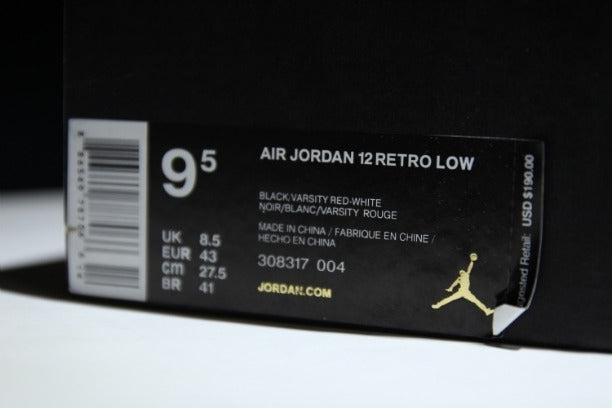 9⁵
AIR JORDAN 12 RETRO LOW
BLACK/VARSITY RED-WHITE
NOIR/BLANC/VARSITY ROUGE
MADE IN CHINA / FABRIQUE EN CHINE /
HECHO EN CHINA
UK 8.5
EUR 43
CM 27.5
BR 41
308317 004
JORDAN.COM
gested Retail: USD $190.00